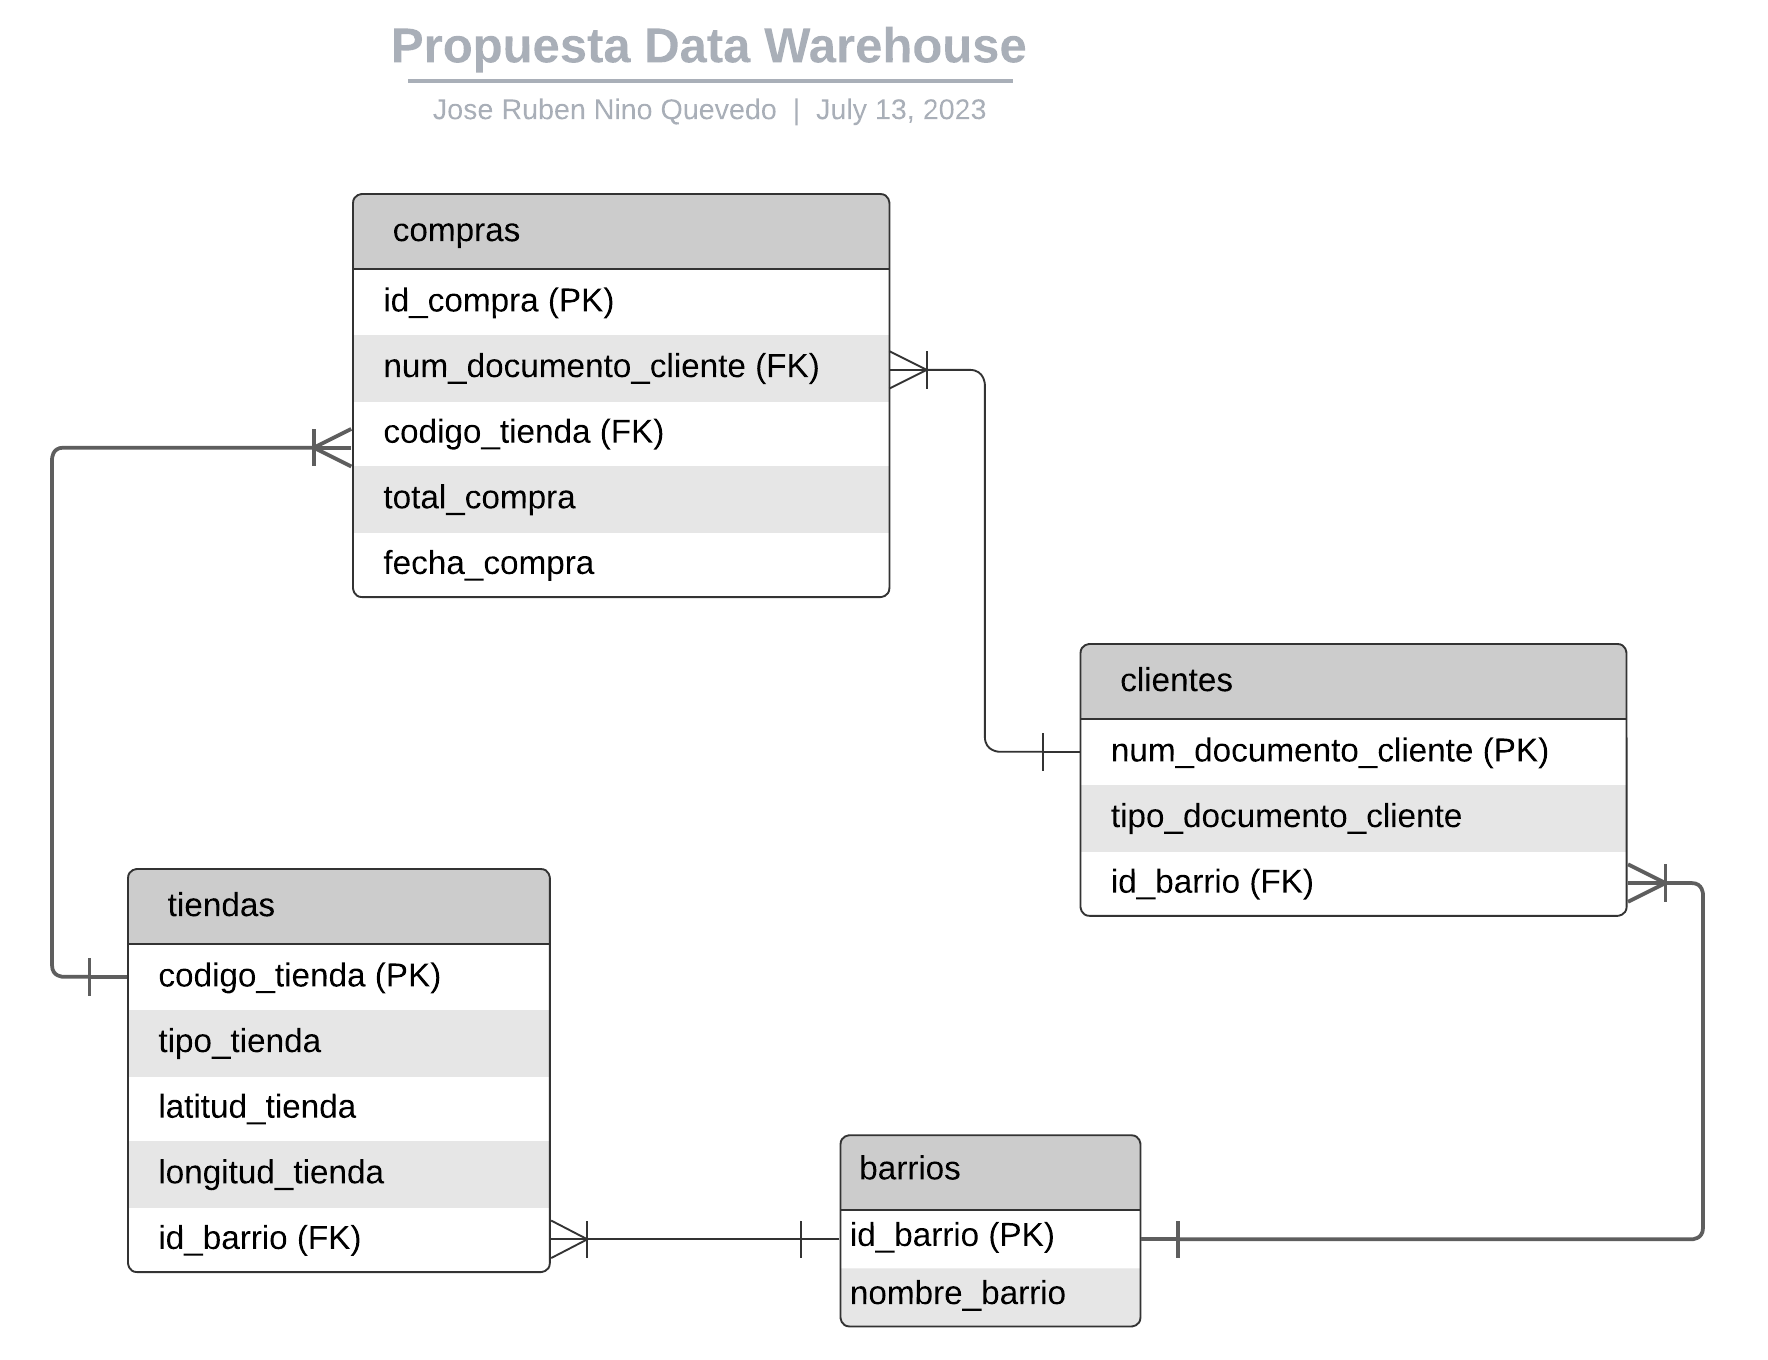 Propuesta Data Warehouse
Jose Ruben Nino Quevedo | July 13, 2023
compras
id_compra (PK)
num_documento_cliente (FK)
codigo_tienda (FK)
total_compra
fecha_compra
clientes
num_documento_cliente (PK)
tipo_documento_cliente
id_barrio (FK)
tiendas
codigo_tienda (PK)
tipo_tienda
latitud_tienda
longitud_tienda
id_barrio (FK)
barrios
id_barrio (PK)
nombre_barrio